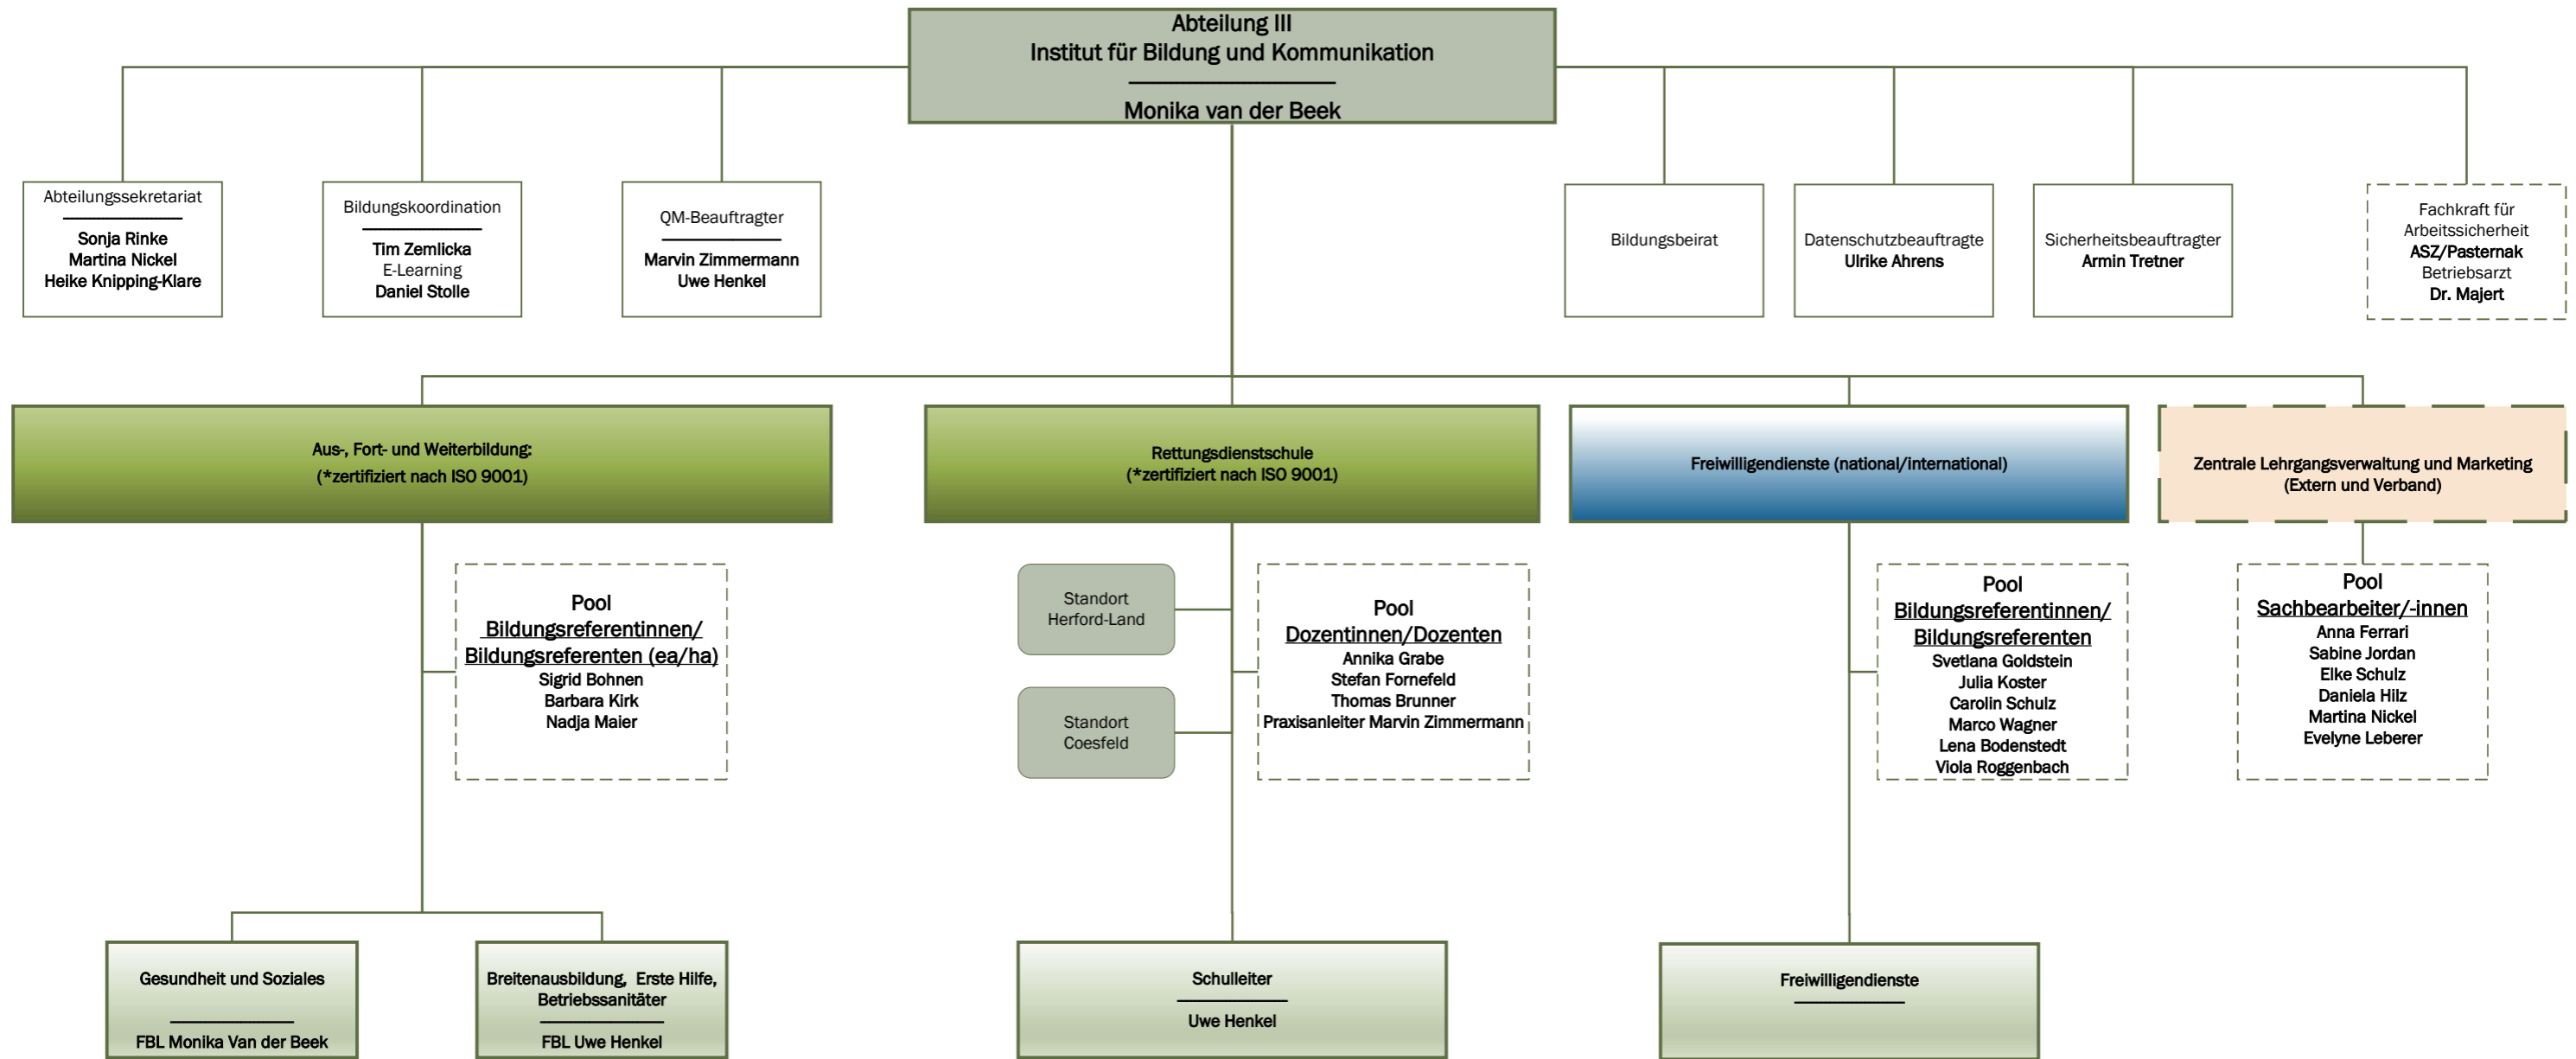 Abteilung III
Institut für Bildung und Kommunikation
Monika van der Beek
Abteilungssekretariat
Sonja Rinke
Martina Nickel
Heike Knipping-Klare
Bildungskoordination
Tim Zemlicka
E-Learning
Daniel Stolle
QM-Beauftragter
Marvin Zimmermann
Uwe Henkel
Bildungsbeirat
Datenschutzbeauftragte
Ulrike Ahrens
Sicherheitsbeauftragter
Armin Tretner
Fachkraft für
Arbeitssicherheit
ASZ/Pasternak
Betriebsarzt
Dr. Majert
Aus-, Fort- und Weiterbildung:
(*zertifiziert nach ISO 9001)
Rettungsdienstschule
(*zertifiziert nach ISO 9001)
Freiwilligendienste (national/international)
Zentrale Lehrgangsverwaltung und Marketing
(Extern und Verband)
Pool
Bildungsreferentinnen/
Bildungsreferenten (ea/ha)
Sigrid Bohnen
Barbara Kirk
Nadja Maier
Standort
Herford-Land
Standort
Coesfeld
Pool
Dozentinnen/Dozenten
Annika Grabe
Stefan Fornefeld
Thomas Brunner
Praxisanleiter Marvin Zimmermann
Pool
Bildungsreferentinnen/
Bildungsreferenten
Svetlana Goldstein
Julia Koster
Carolin Schulz
Marco Wagner
Lena Bodenstedt
Viola Roggenbach
Pool
Sachbearbeiter/-innen
Anna Ferrari
Sabine Jordan
Elke Schulz
Daniela Hilz
Martina Nickel
Evelyne Leberer
Gesundheit und Soziales
FBL Monika Van der Beek
Breitenausbildung, Erste Hilfe,
Betriebssanitäter
FBL Uwe Henkel
Schulleiter
Uwe Henkel
Freiwilligendienste